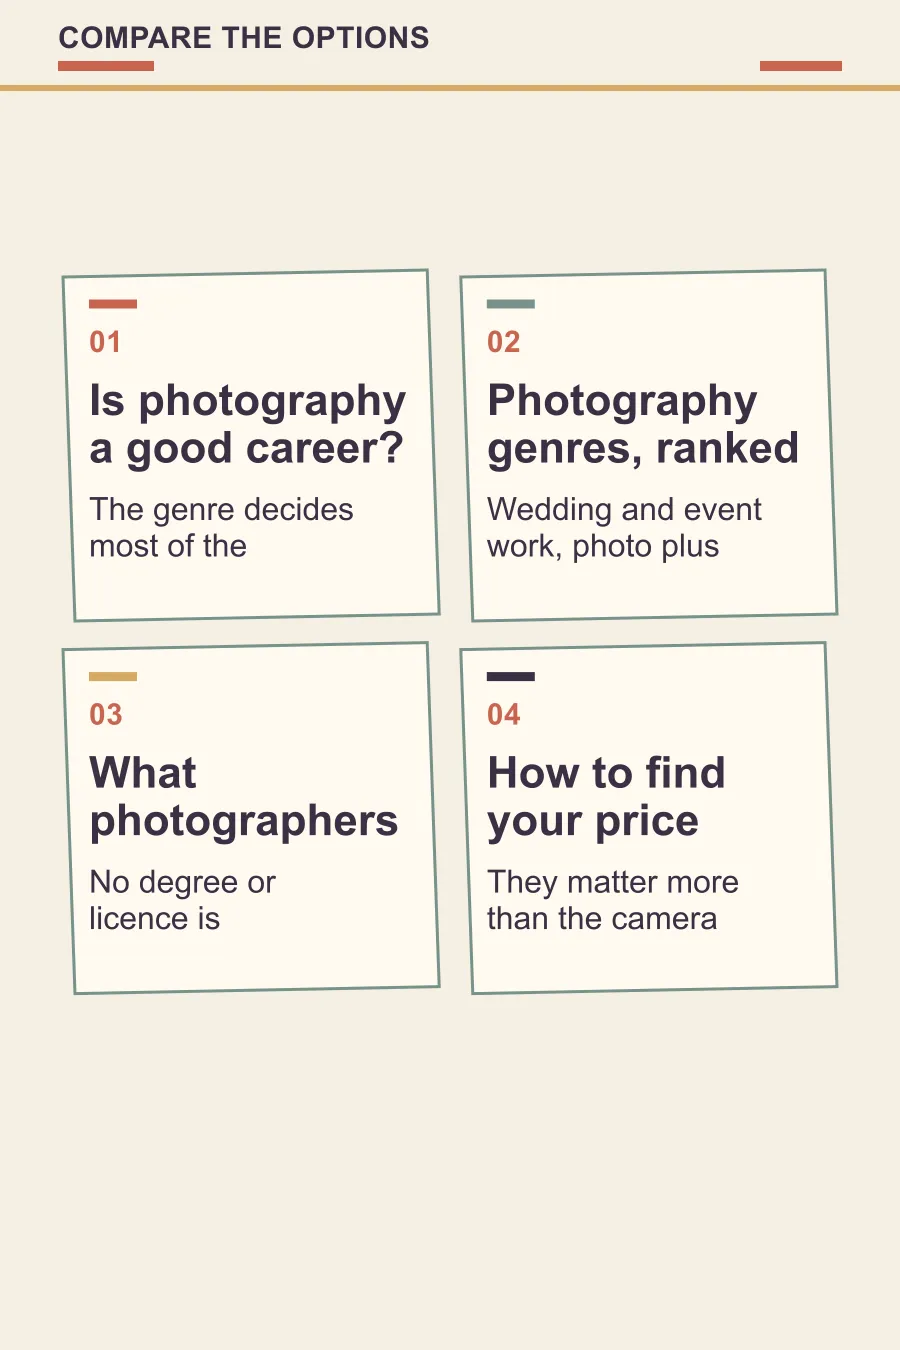 COMPARE THE OPTIONS
01
Is photography
a good career?
The genre decides
most of the
02
Photography
genres, ranked
Wedding and event
work, photo plus
03
What
photographers
No degree or
licence is
04
How to find
your price
They matter more
than the camera